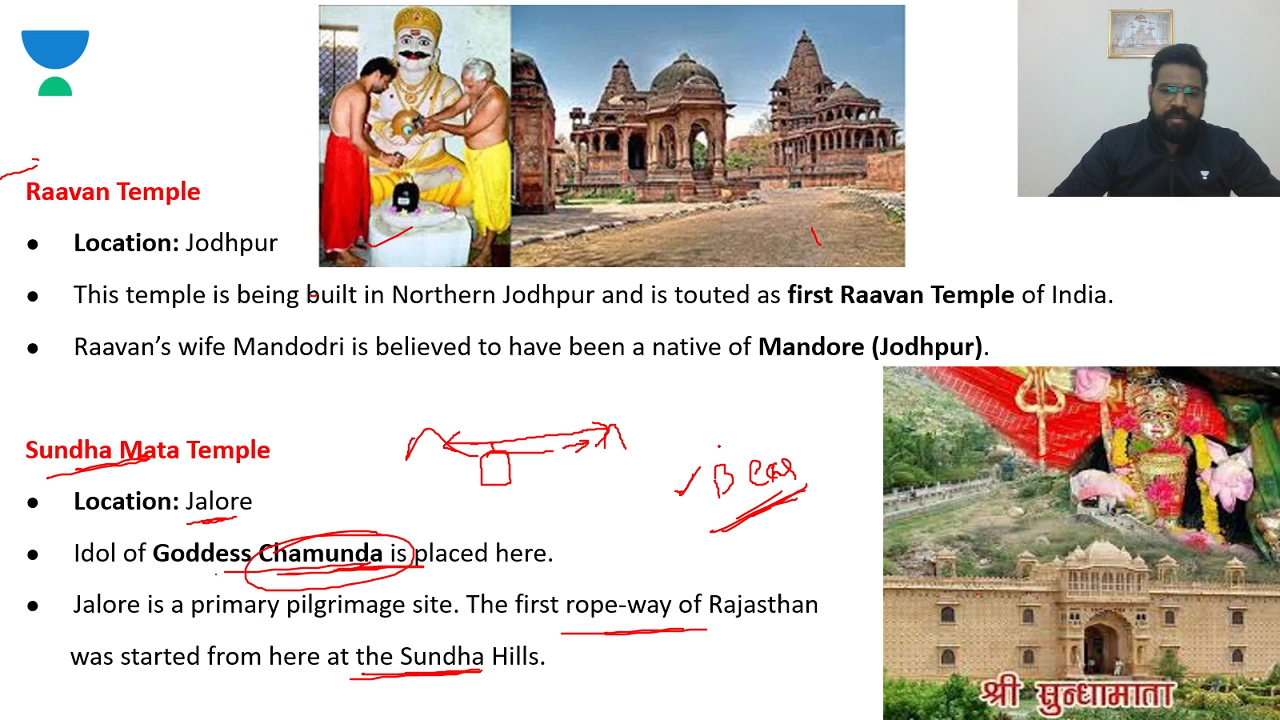 Raavan Temple
● Location: Jodhpur
● This temple is being built in Northern Jodhpur and is touted as first Raavan Temple of India.
● Raavan's wife Mandodri is believed to have been a native of Mandore (Jodhpur).
Sundha Mata Temple
● Location: Jalore
● Idol of Goddess Chamunda is placed here.
● Jalore is a primary pilgrimage site. The first rope-way of Rajasthan
was started from here at the Sundha Hills.
श्री सुन्धामाता